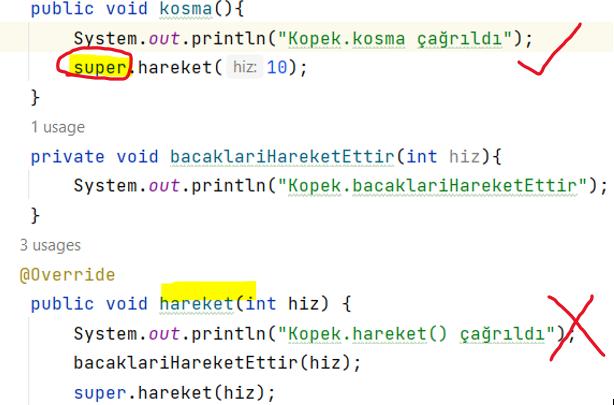 public void kosma(){
System.out.println("Kopek.kosma çağrıldı");
super.hareket( hiz: 10);
}
1 usage
private void bacaklariHareketEttir(int hiz){
System.out.println("Kopek.bacaklariHareketEttir");
}
3 usages
@Override
public void hareket(int hiz) {
System.out.println("Kopek.hareket() çağrıldı");
bacaklariHareketEttir(hiz);
super.hareket(hiz);